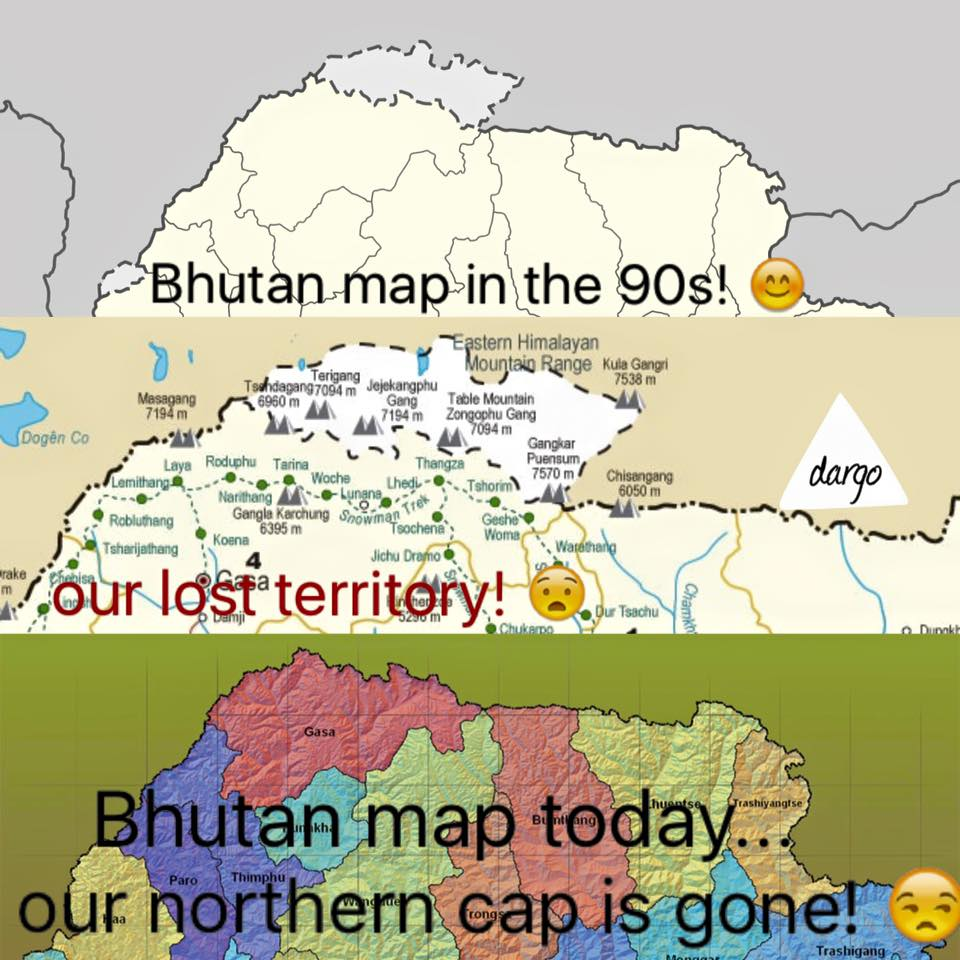 Bhutan map in the 90s! 😊
Eastern Himalayan
Mountain Range
Kula Gangri
7538 m
Terigang
7094 m
Tsendagang
6960 m
Jejekangphu
Gang
7194 m
Masagang
7194 m
Table Mountain
Zongophu Gang
7094 m
Dogên Co
Gangkar
Puensum
7570 m
dargo
Chisangang
6050 m
Laya
Roduphu
Tarina
Woche
Lhedi
Thangza
Tshorim
Lemithang
Narithang
Lunana
Gangla Karchung
6395 m
Snowman Trek
Robluthang
Tsochena
Geshe
Woma
Koena
Tsharijathang
Jichu Dramo
Warathang
4
Gasa
our lost territory! 😧
5296 m
Damji
Dur Tsachu
Chukarpo
Gasa
Bhutan map today...
Trashiyangtse
Paro
Thimphu
our northern cap is gone! 😒
Haa
Trashigang